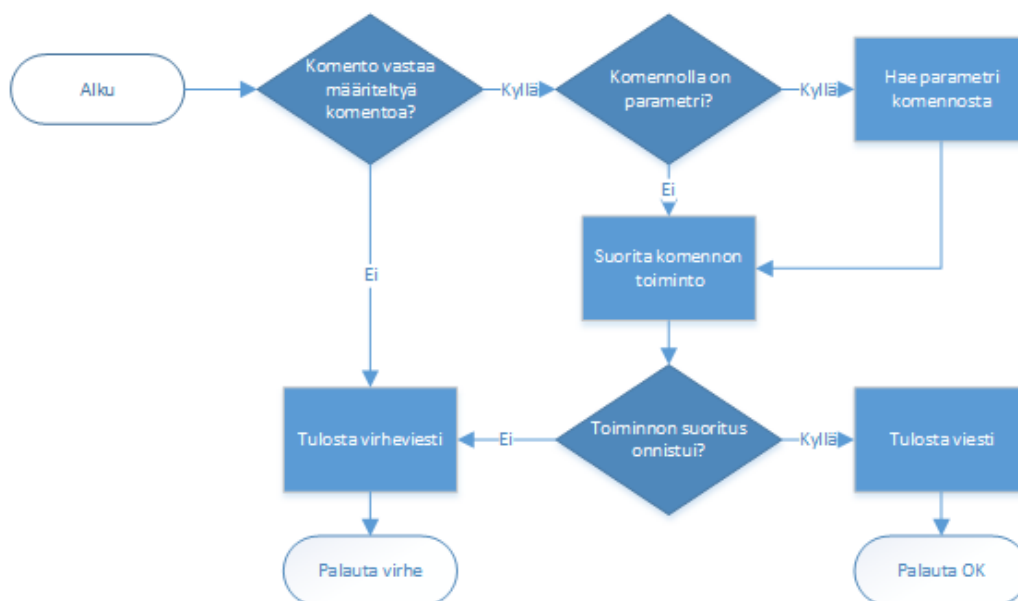 Alku
Komento vastaa
määriteltyä
komentoa?
Kyllä
Komennolla on
parametri?
Kyllä
Hae parametri
komennosta
Ei
Suorita komennon
toiminto
Ei
Tulosta virheviesti
Ei
Toiminnon suoritus
onnistui?
Kyllä
Tulosta viesti
Palauta virhe
Palauta OK